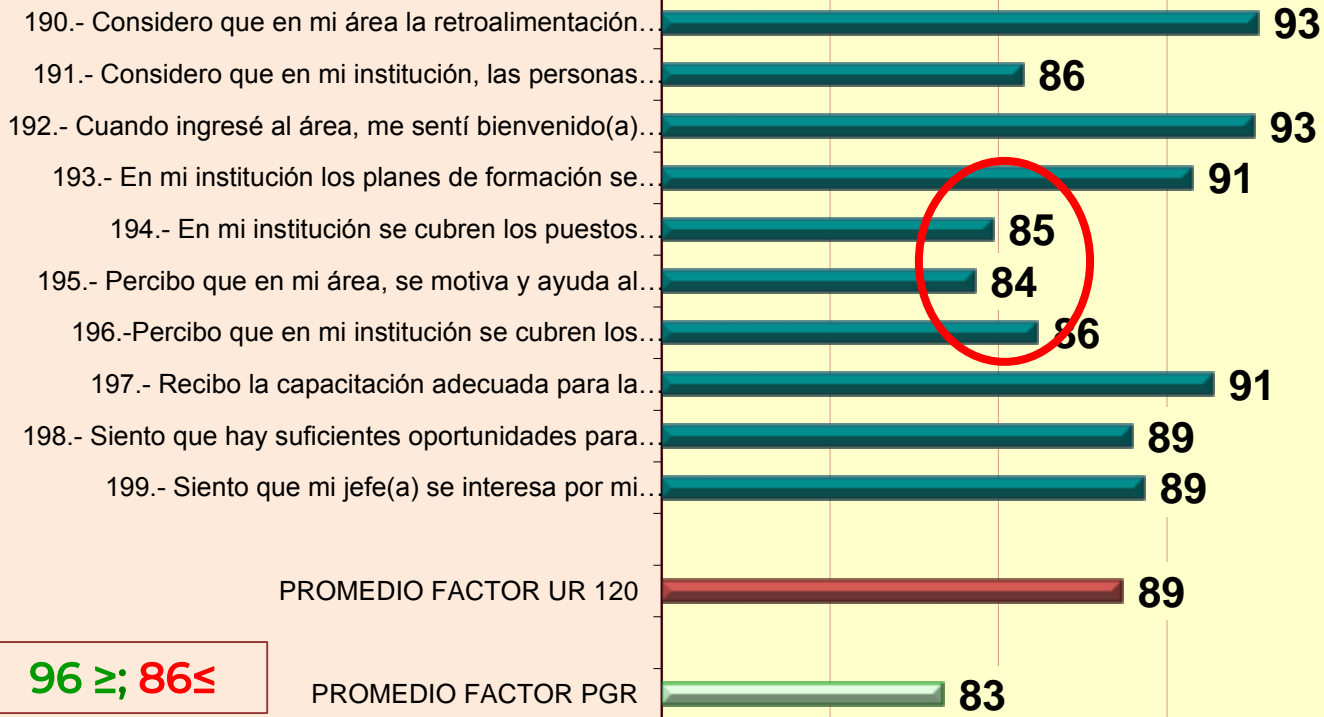 190.- Considero que en mi área la retroalimentación… 93
191.- Considero que en mi institución, las personas… 86
192.- Cuando ingresé al área, me sentí bienvenido(a)… 93
193.- En mi institución los planes de formación se… 91
194.- En mi institución se cubren los puestos… 85
195.- Percibo que en mi área, se motiva y ayuda al… 84
196.-Percibo que en mi institución se cubren los… 86
197.- Recibo la capacitación adecuada para la… 91
198.- Siento que hay suficientes oportunidades para… 89
199.- Siento que mi jefe(a) se interesa por mi… 89
PROMEDIO FACTOR UR 120 89
96 ≥; 86≤
PROMEDIO FACTOR PGR 83